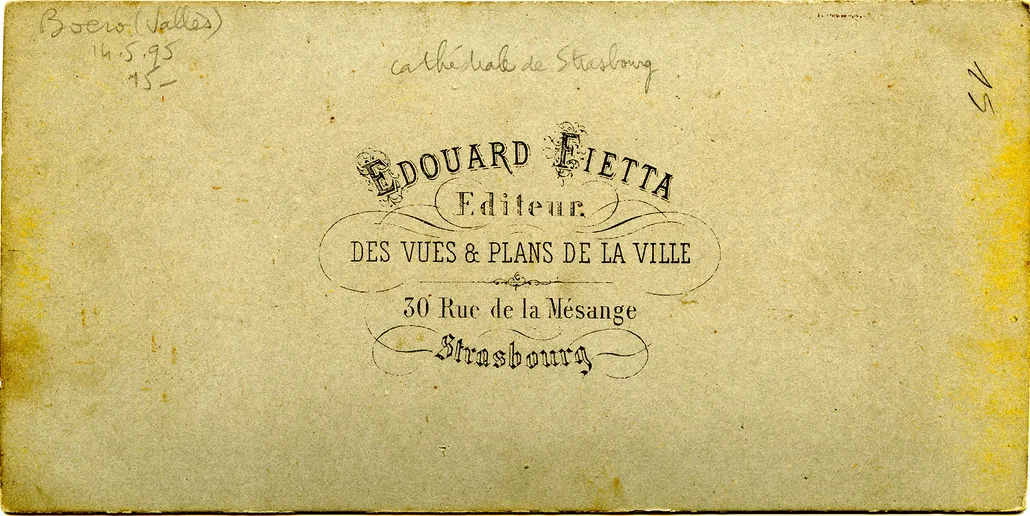 Boero (Vallès)
14.5.95
15-
cathédrale de Strasbourg
15
EDOUARD FIETTA
Editeur.
DES VUES & PLANS DE LA VILLE
30 Rue de la Mésange
Strasbourg